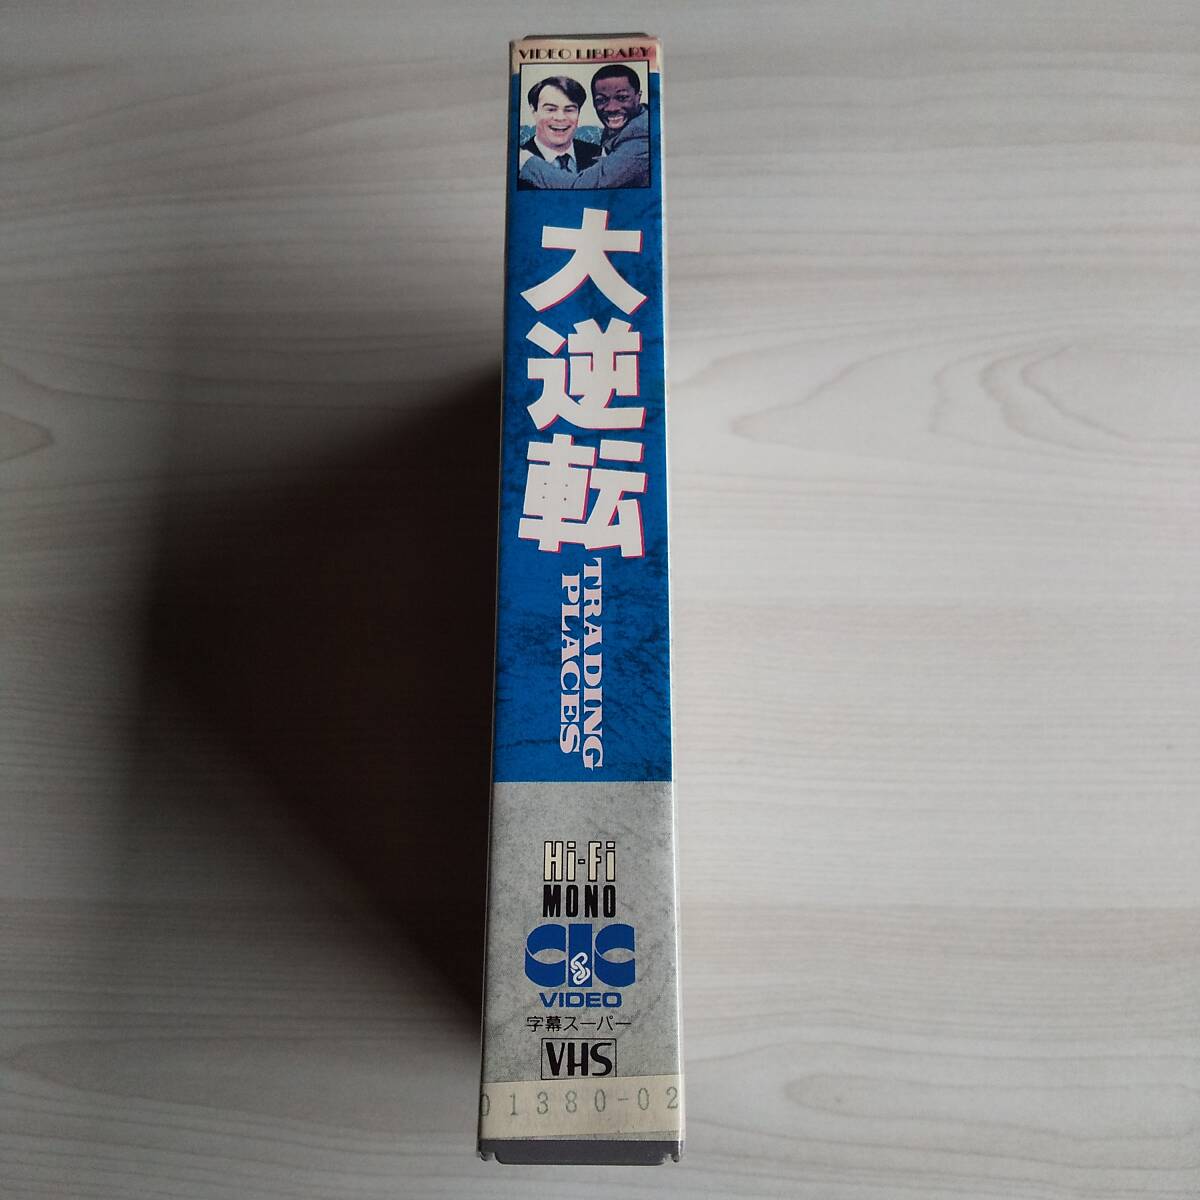 VIDEO LIBRARY
大逆転
TRADING
PLACES
Hi-Fi
MONO
CIC
VIDEO
字幕スーパー
VHS
01380-02